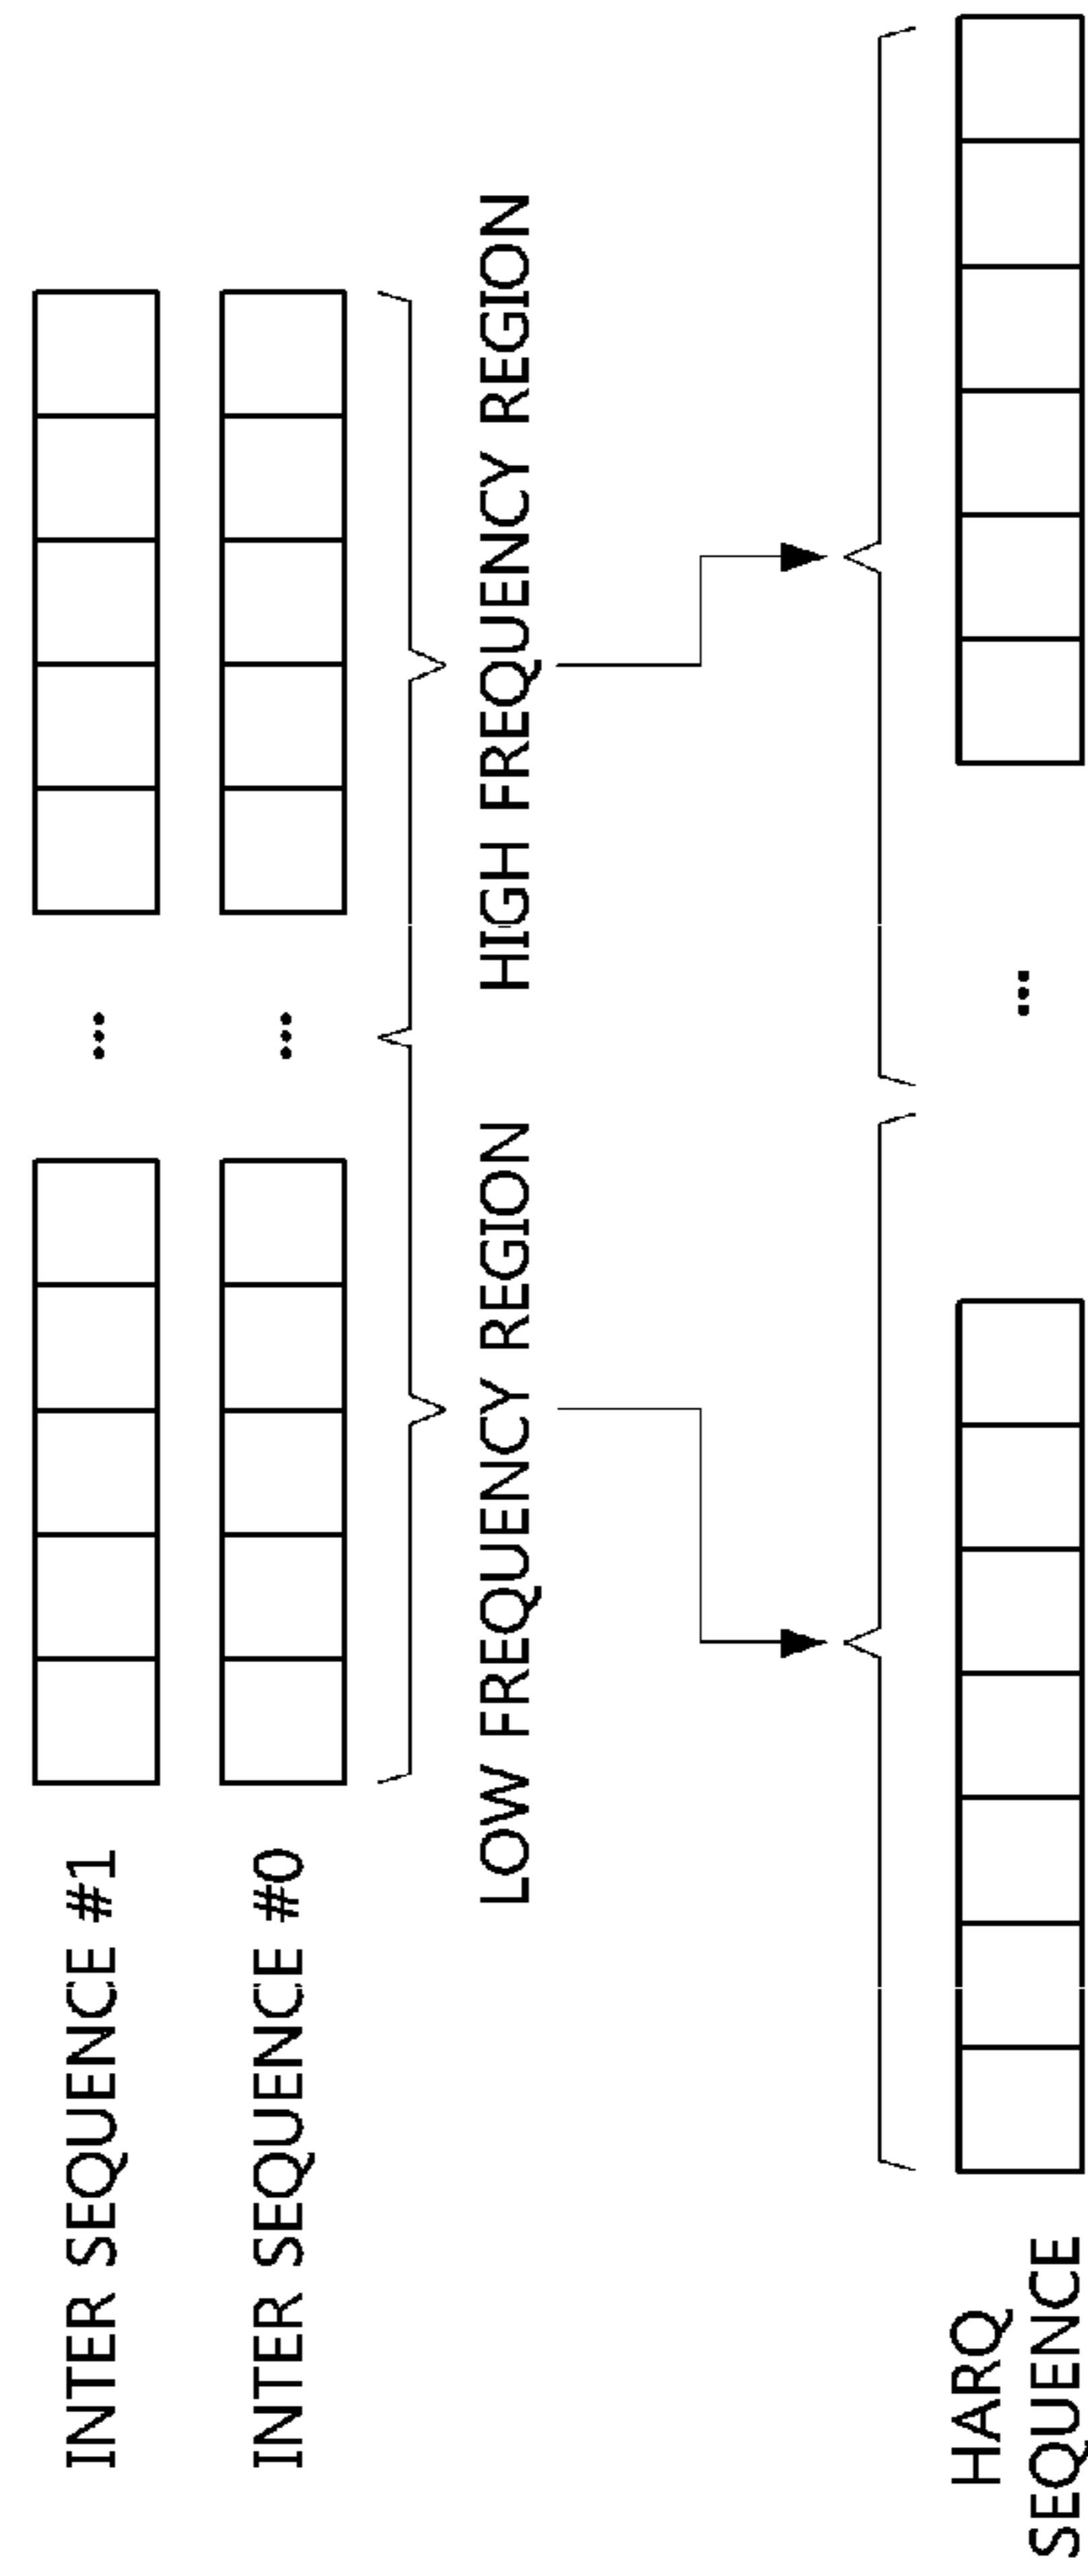 INTER SEQUENCE #1
...
INTER SEQUENCE #0
...
LOW FREQUENCY REGION
HIGH FREQUENCY REGION
HARQ
SEQUENCE
...